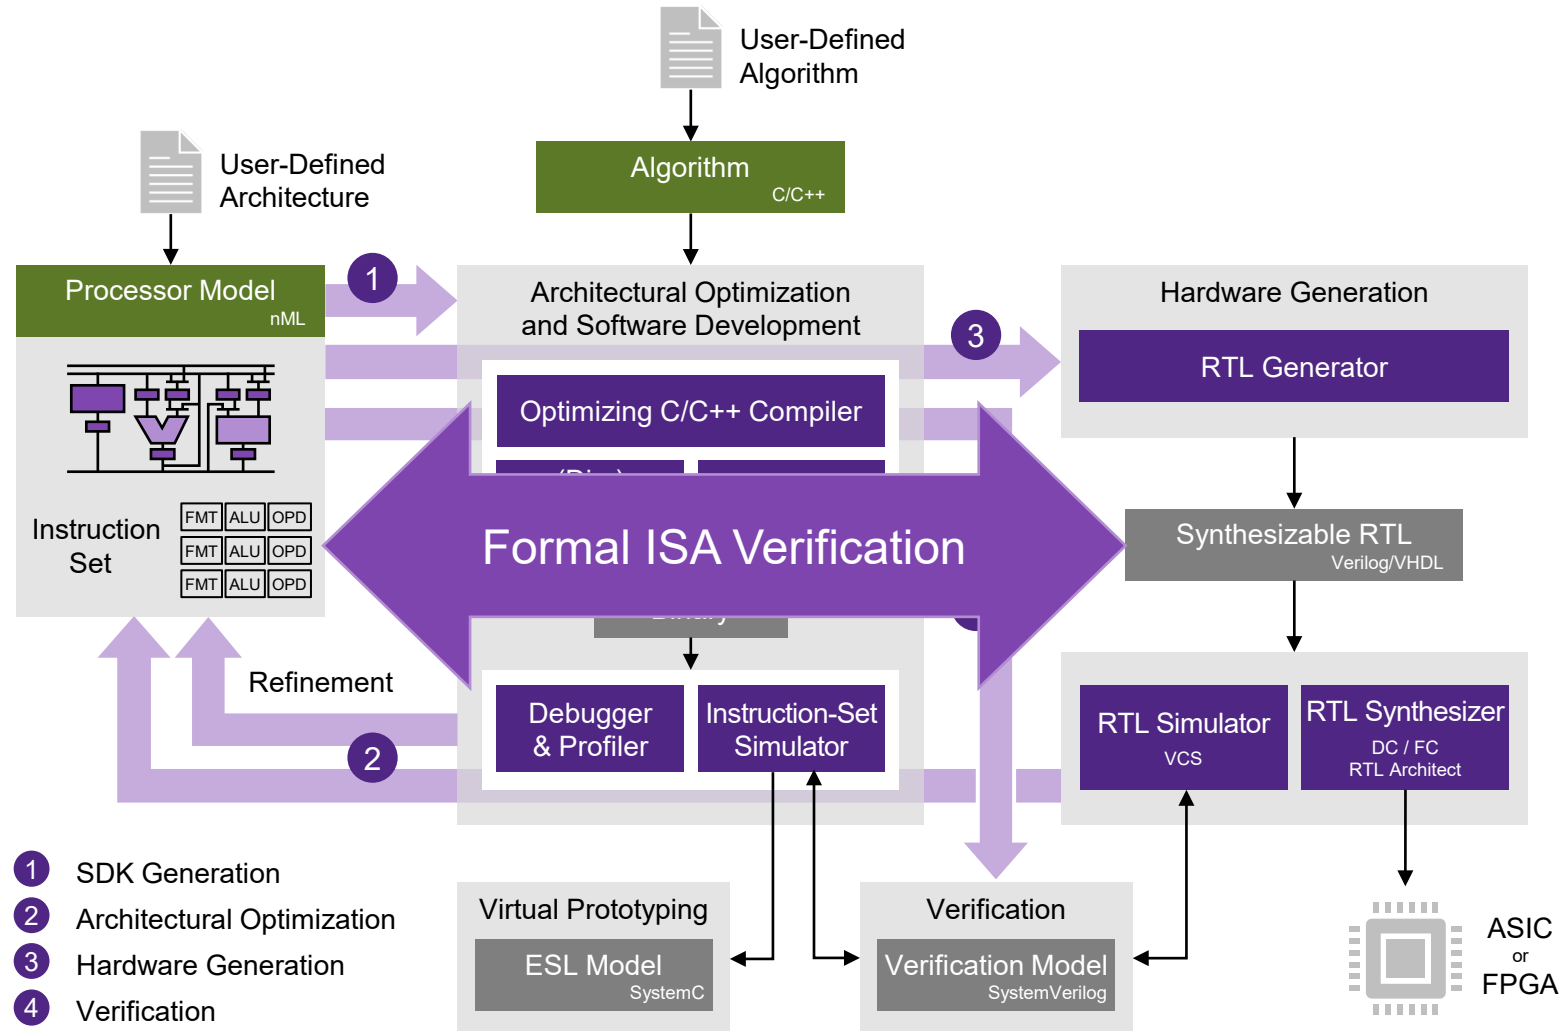 User-Defined
Algorithm
User-Defined
Architecture
Algorithm
C/C++
Processor Model
nML
1
Architectural Optimization
and Software Development
3
Hardware Generation
RTL Generator
Optimizing C/C++ Compiler
Instruction
Set
FMT ALU OPD
FMT ALU OPD
FMT ALU OPD
Formal ISA Verification
Synthesizable RTL
Verilog/VHDL
Binary
Refinement
2
Debugger
& Profiler
Instruction-Set
Simulator
RTL Simulator
VCS
RTL Synthesizer
DC / FC
RTL Architect
1 SDK Generation
2 Architectural Optimization
3 Hardware Generation
4 Verification
Virtual Prototyping
ESL Model
SystemC
Verification
Verification Model
SystemVerilog
ASIC
or
FPGA